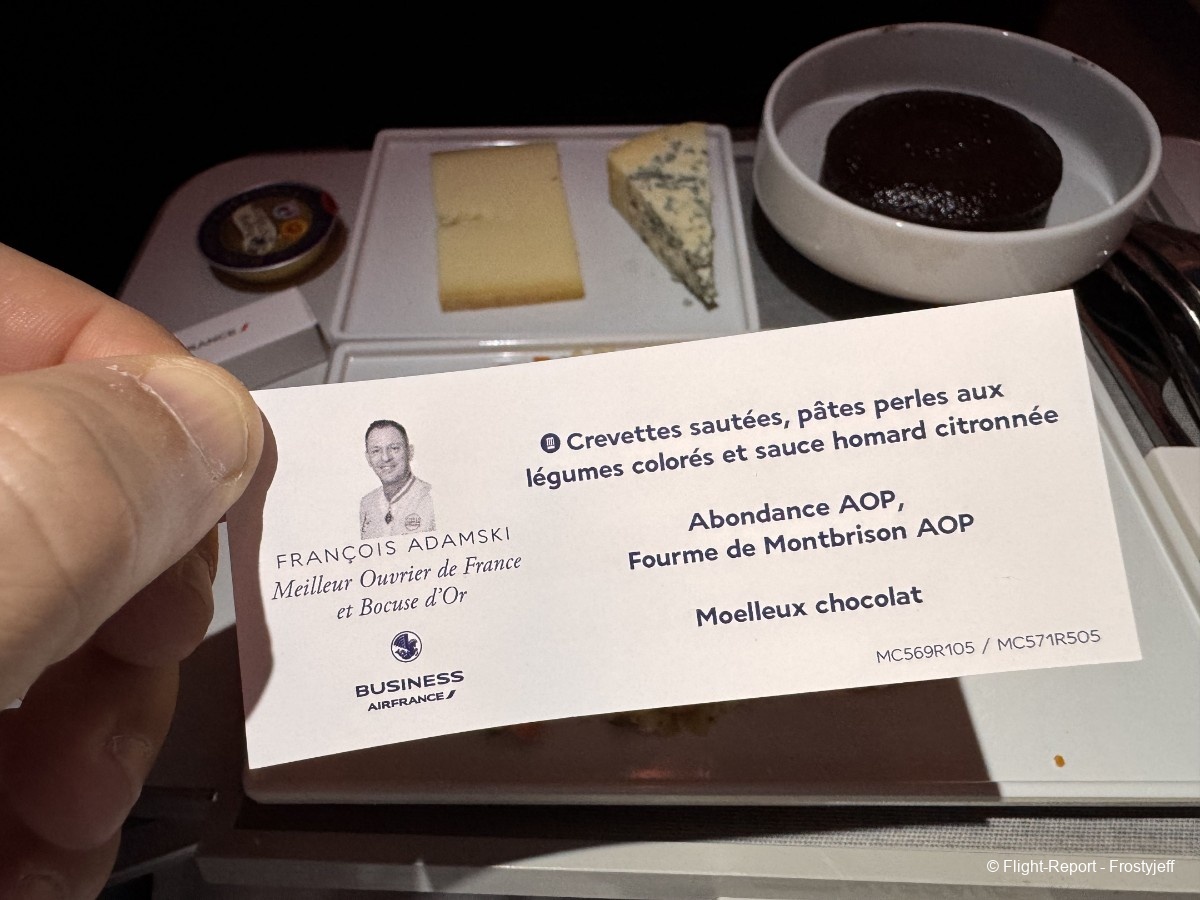 FRANÇOIS ADAMSKI
Meilleur Ouvrier de France
et Bocuse d'Or
BUSINESS
AIRFRANCE
Crevettes sautées, pâtes perles aux
légumes colorés et sauce homard citronnée
Abondance AOP,
Fourme de Montbrison AOP
Moelleux chocolat
MC569R105 / MC571R505
© Flight-Report - Frostyjeff